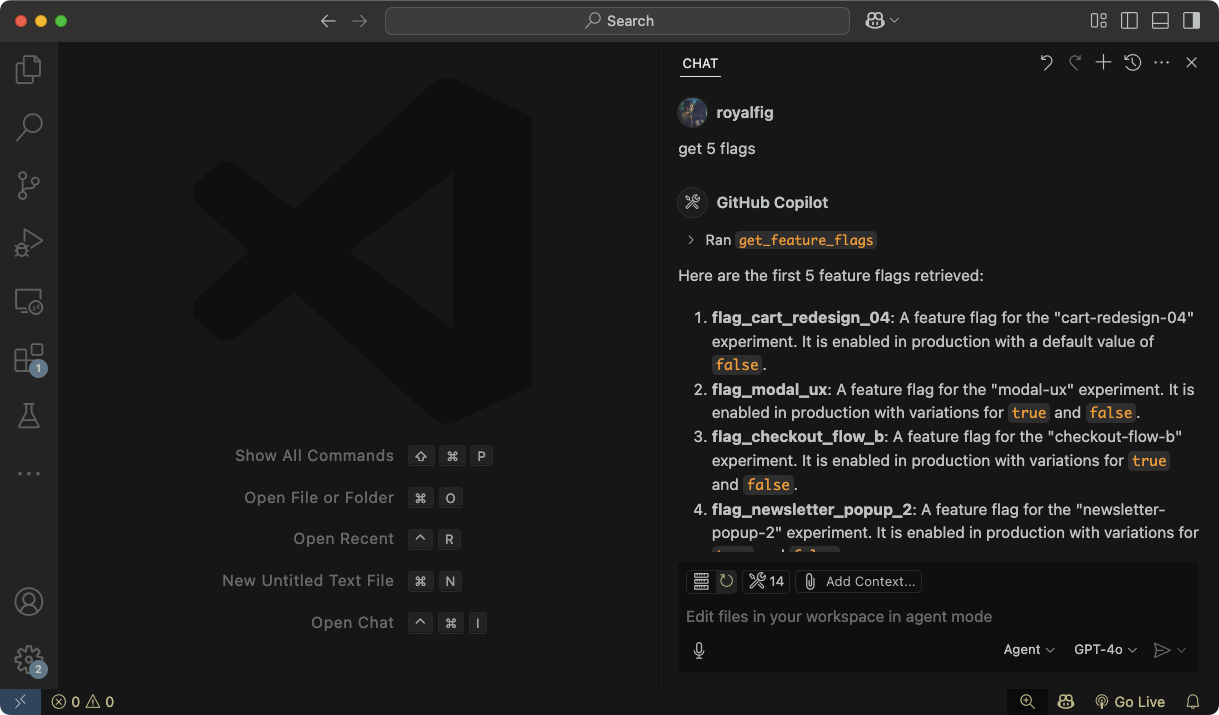 Search
CHAT
royalfig
get 5 flags
GitHub Copilot
Ran get_feature_flags
Here are the first 5 feature flags retrieved:
1. flag_cart_redesign_04: A feature flag for the "cart-redesign-04"
experiment. It is enabled in production with a default value of
false.
2. flag_modal_ux: A feature flag for the "modal-ux" experiment. It is
enabled in production with variations for true and false.
3. flag_checkout_flow_b: A feature flag for the "checkout-flow-b"
experiment. It is enabled in production with variations for true
and false.
4. flag_newsletter_popup_2: A feature flag for the "newsletter-
popup-2" experiment. It is enabled in production with variations for
1
Show All Commands ⇧ ⌘ P
Open File or Folder ⌘ O
Open Recent ^ R
New Untitled Text File ⌘ N
Open Chat ^ ⌘ I
14 Add Context...
Edit files in your workspace in agent mode
Agent GPT-4o
2
0 0
Go Live